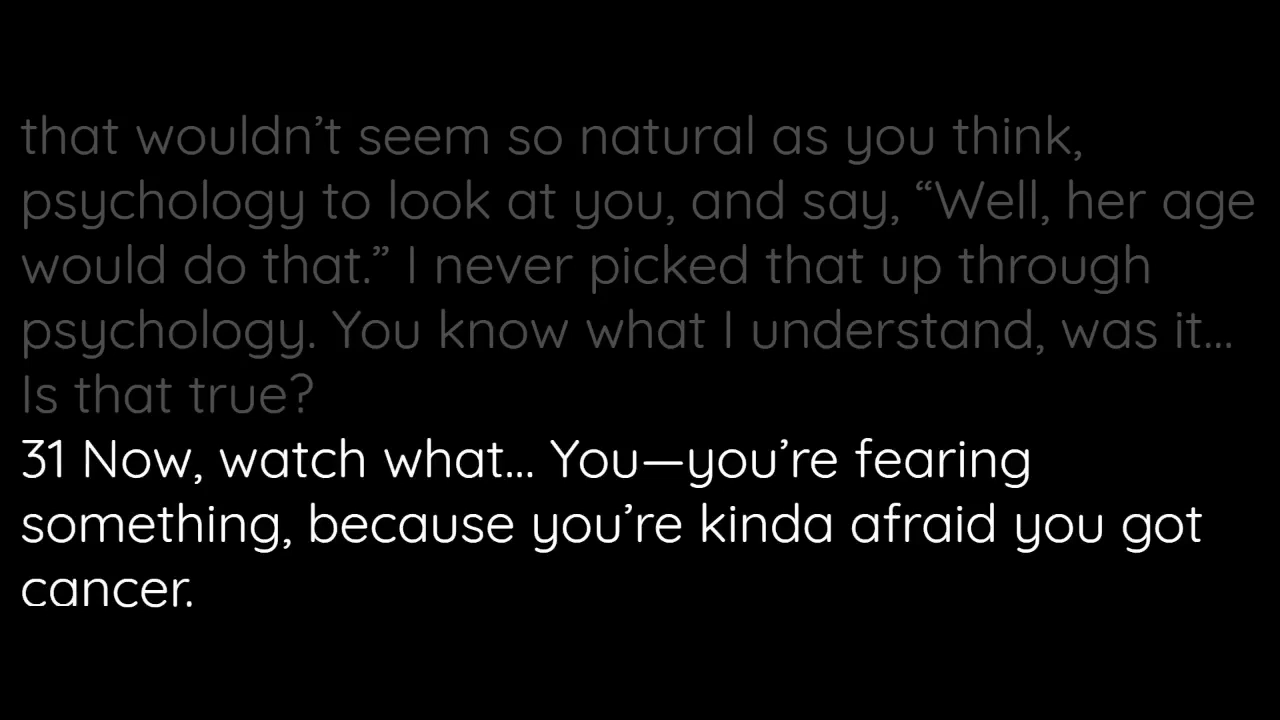 that wouldn’t seem so natural as you think,
psychology to look at you, and say, “Well, her age
would do that.” I never picked that up through
psychology. You know what I understand, was it...
Is that true?
31 Now, watch what... You—you’re fearing
something, because you’re kinda afraid you got
cancer.